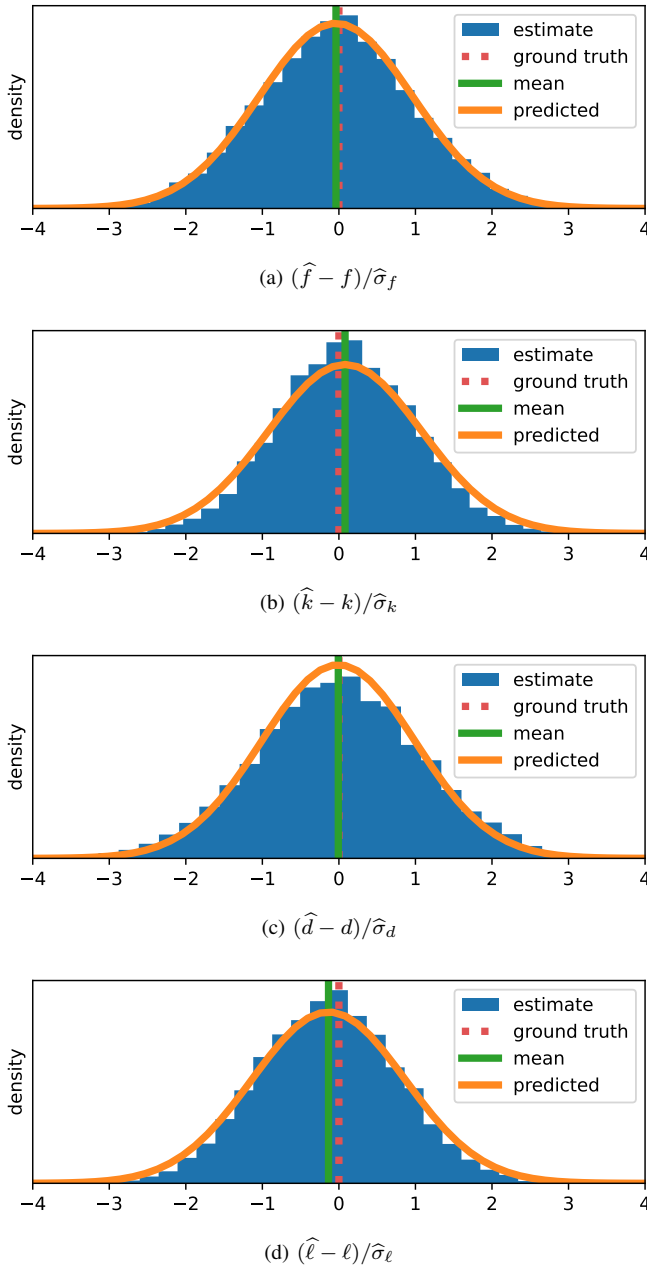 density
estimate
ground truth
mean
predicted
−4 −3 −2 −1 0 1 2 3 4
(a) (f̂ − f)/σ̂_f
density
estimate
ground truth
mean
predicted
−4 −3 −2 −1 0 1 2 3 4
(b) (k̂ − k)/σ̂_k
density
estimate
ground truth
mean
predicted
−4 −3 −2 −1 0 1 2 3 4
(c) (d̂ − d)/σ̂_d
density
estimate
ground truth
mean
predicted
−4 −3 −2 −1 0 1 2 3 4
(d) (ℓ̂ − ℓ)/σ̂_ℓ